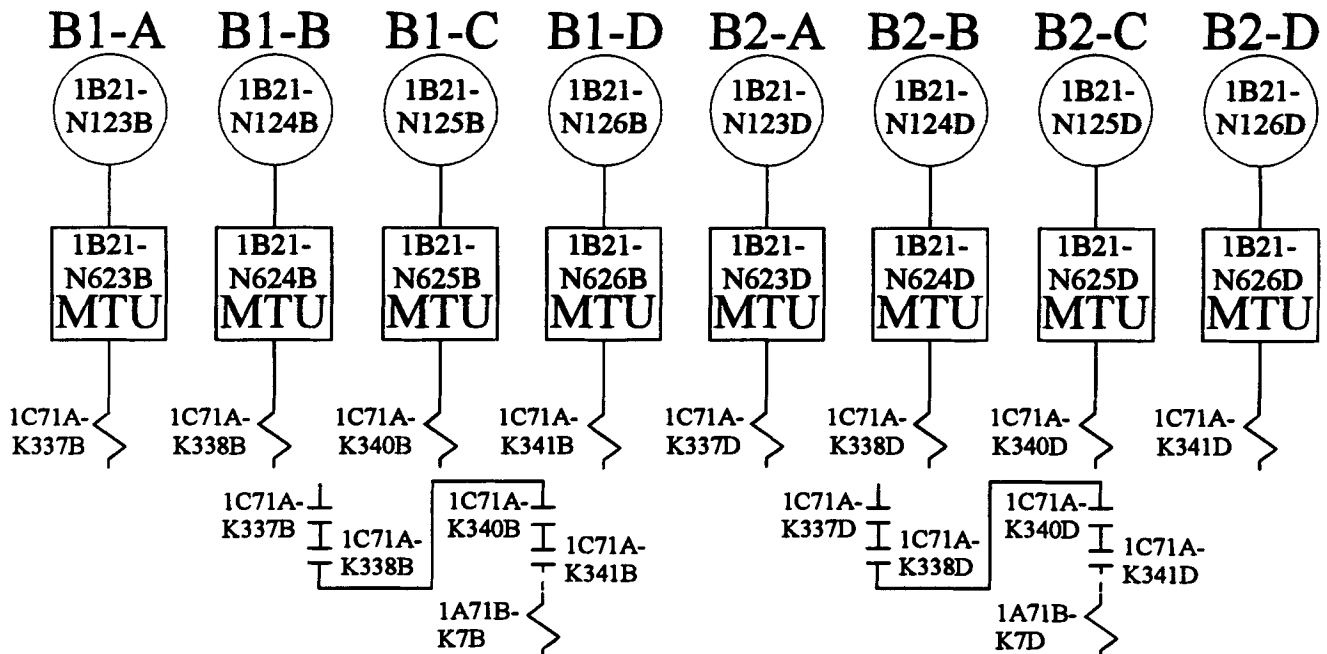 B1-A B1-B B1-C B1-D B2-A B2-B B2-C B2-D
1B21- 1B21- 1B21- 1B21- 1B21- 1B21- 1B21- 1B21-
N123B N124B N125B N126B N123D N124D N125D N126D
1B21- 1B21- 1B21- 1B21- 1B21- 1B21- 1B21- 1B21-
N623B N624B N625B N626B N623D N624D N625D N626D
MTU MTU MTU MTU MTU MTU MTU MTU
1C71A- 1C71A- 1C71A- 1C71A- 1C71A- 1C71A- 1C71A- 1C71A-
K337B K338B K340B K341B K337D K338D K340D K341D
1C71A- 1C71A- 1C71A- 1C71A-
K337B K340B K337D K340D
1C71A- 1C71A- 1C71A- 1C71A-
K338B K341B K338D K341D
1A71B- 1A71B-
K7B K7D